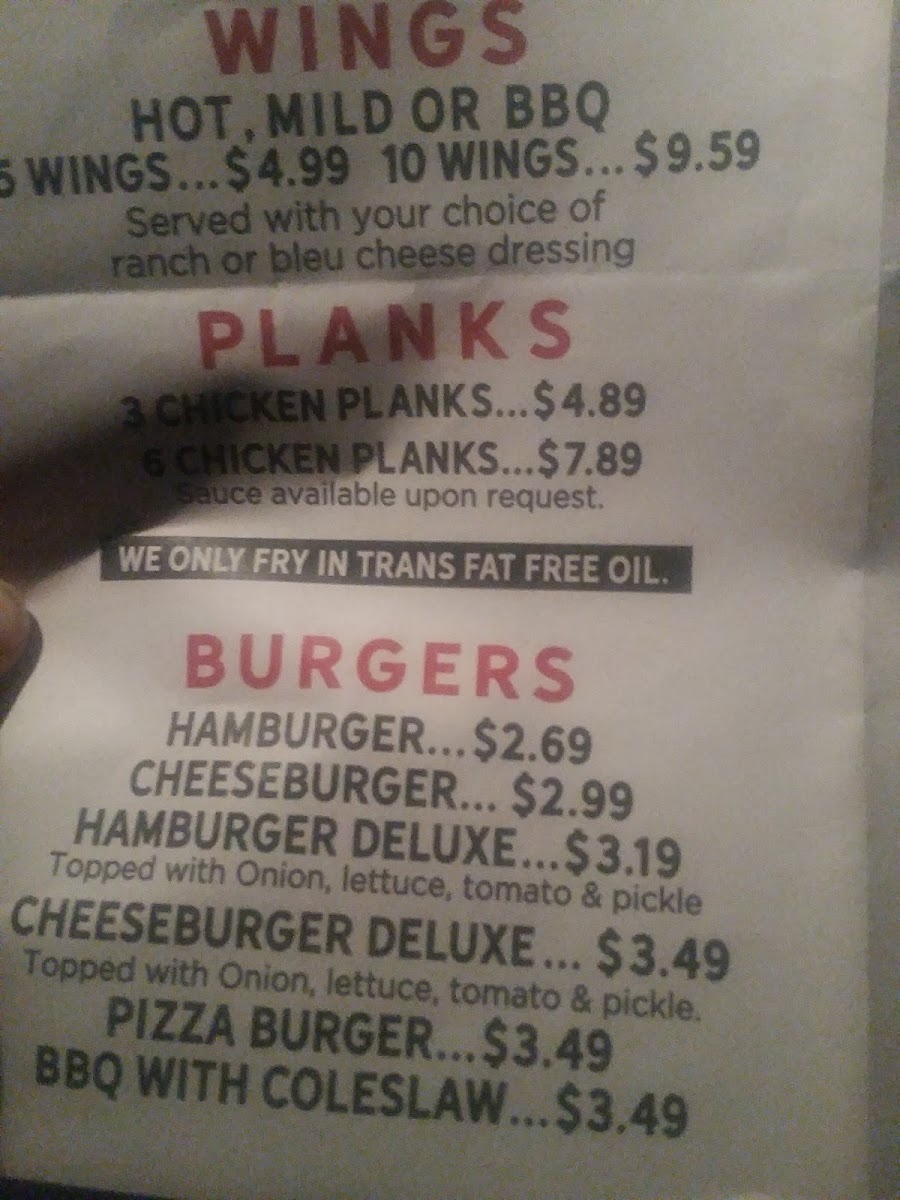 WINGS
HOT, MILD OR BBQ
5 WINGS...$4.99 10 WINGS...$9.59
Served with your choice of
ranch or bleu cheese dressing
PLANKS
3 CHICKEN PLANKS...$4.89
6 CHICKEN PLANKS...$7.89
Sauce available upon request.
WE ONLY FRY IN TRANS FAT FREE OIL.
BURGERS
HAMBURGER...$2.69
CHEESEBURGER... $2.99
HAMBURGER DELUXE...$3.19
Topped with Onion, lettuce, tomato & pickle
CHEESEBURGER DELUXE... $3.49
Topped with Onion, lettuce, tomato & pickle.
PIZZA BURGER...$3.49
BBQ WITH COLESLAW...$3.49